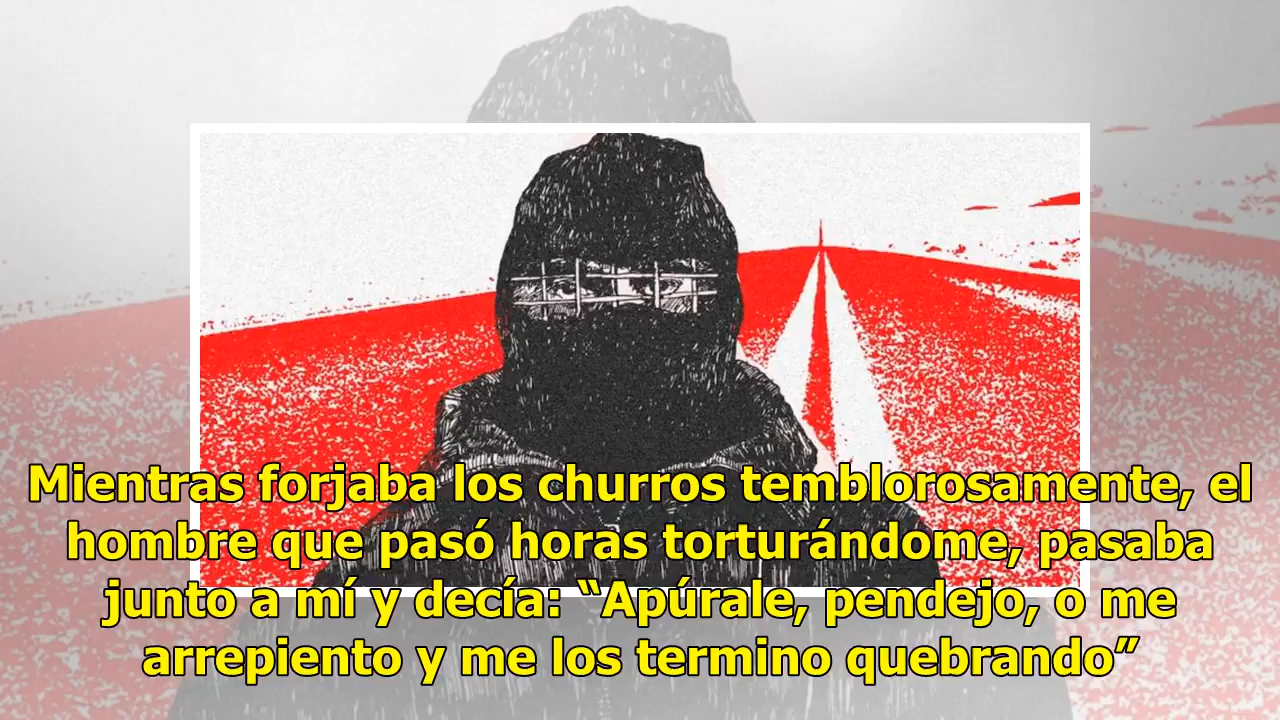 Mientras forjaba los churros temblorosamente, el
hombre que pasó horas torturándome, pasaba
junto a mí y decía: “Apúrale, pendejo, o me
arrepiento y me los termino quebrando”